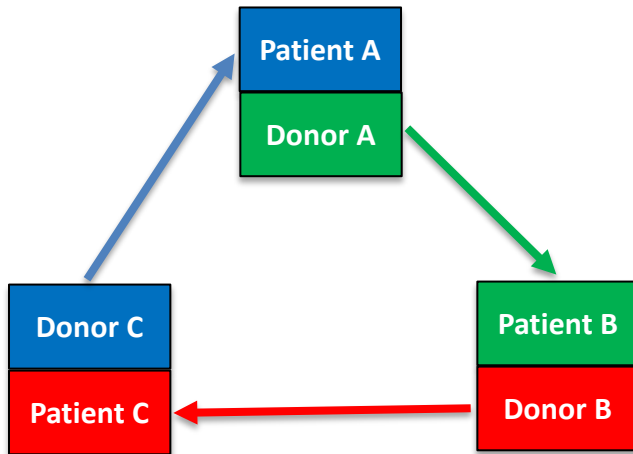 Patient A
Donor A
Donor C
Patient C
Patient B
Donor B